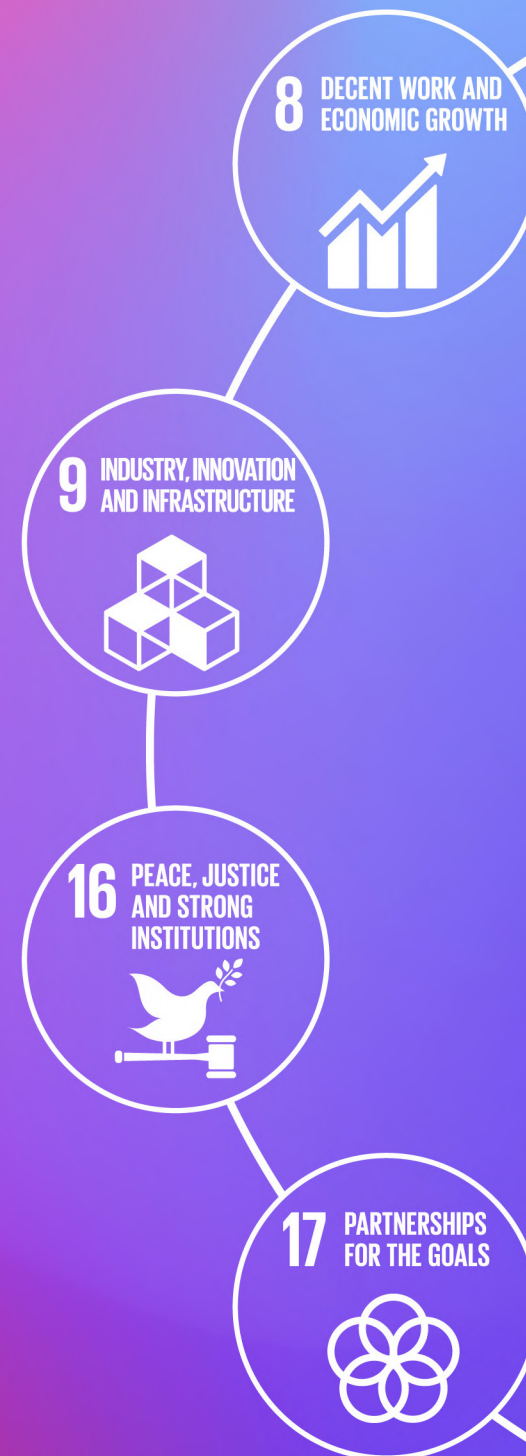 8 DECENT WORK AND
ECONOMIC GROWTH
9 INDUSTRY, INNOVATION
AND INFRASTRUCTURE
16 PEACE, JUSTICE
AND STRONG
INSTITUTIONS
17 PARTNERSHIPS
FOR THE GOALS